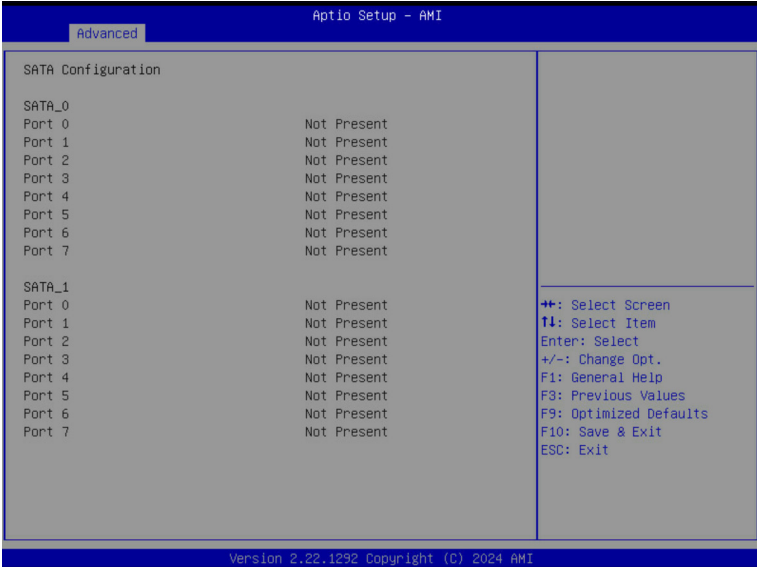 Aptio Setup – AMI
Advanced
SATA Configuration
SATA_0
Port 0 Not Present
Port 1 Not Present
Port 2 Not Present
Port 3 Not Present
Port 4 Not Present
Port 5 Not Present
Port 6 Not Present
Port 7 Not Present
SATA_1
Port 0 Not Present
Port 1 Not Present
Port 2 Not Present
Port 3 Not Present
Port 4 Not Present
Port 5 Not Present
Port 6 Not Present
Port 7 Not Present
→←: Select Screen
↑↓: Select Item
Enter: Select
+/-: Change Opt.
F1: General Help
F3: Previous Values
F9: Optimized Defaults
F10: Save & Exit
ESC: Exit
Version 2.22.1292 Copyright (C) 2024 AMI